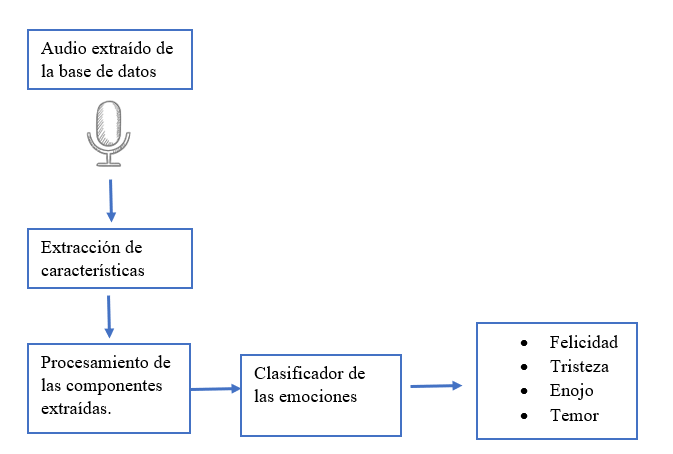 Audio extraído de
la base de datos
Extracción de
características
Procesamiento de
las componentes
extraídas.
Clasificador de
las emociones
• Felicidad
• Tristeza
• Enojo
• Temor